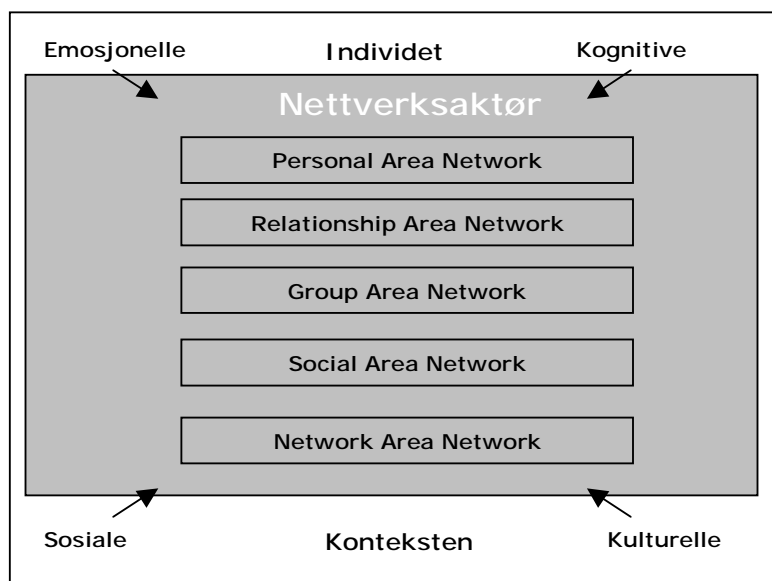 Emosjonelle Individet Kognitive
Nettverksaktør
Personal Area Network
Relationship Area Network
Group Area Network
Social Area Network
Network Area Network
Sosiale Konteksten Kulturelle